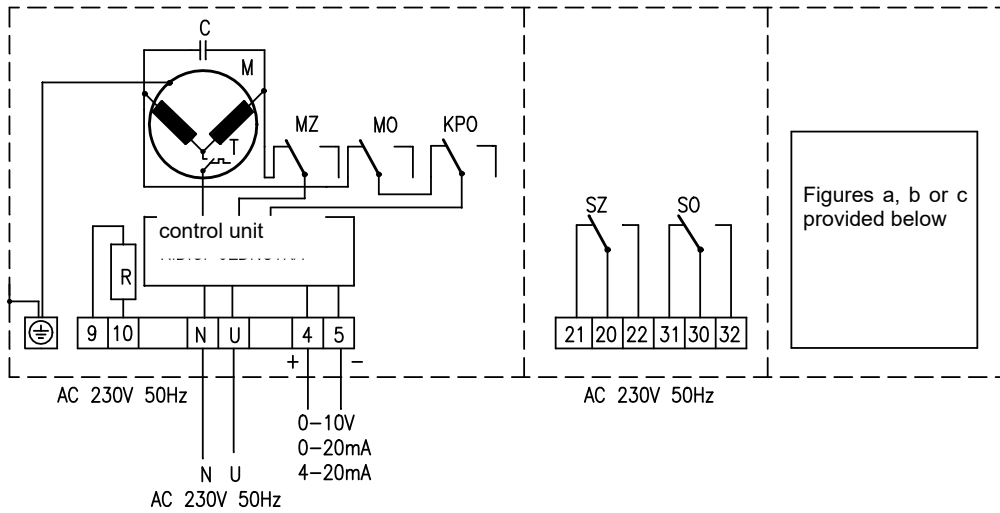 C
M
MZ
MO
KPO
T
control unit
R
9 10 N U 4 5
+ −
AC 230V 50Hz
0−10V
0−20mA
4−20mA
N U
AC 230V 50Hz
SZ
SO
21 20 22 31 30 32
AC 230V 50Hz
Figures a, b or c
provided below